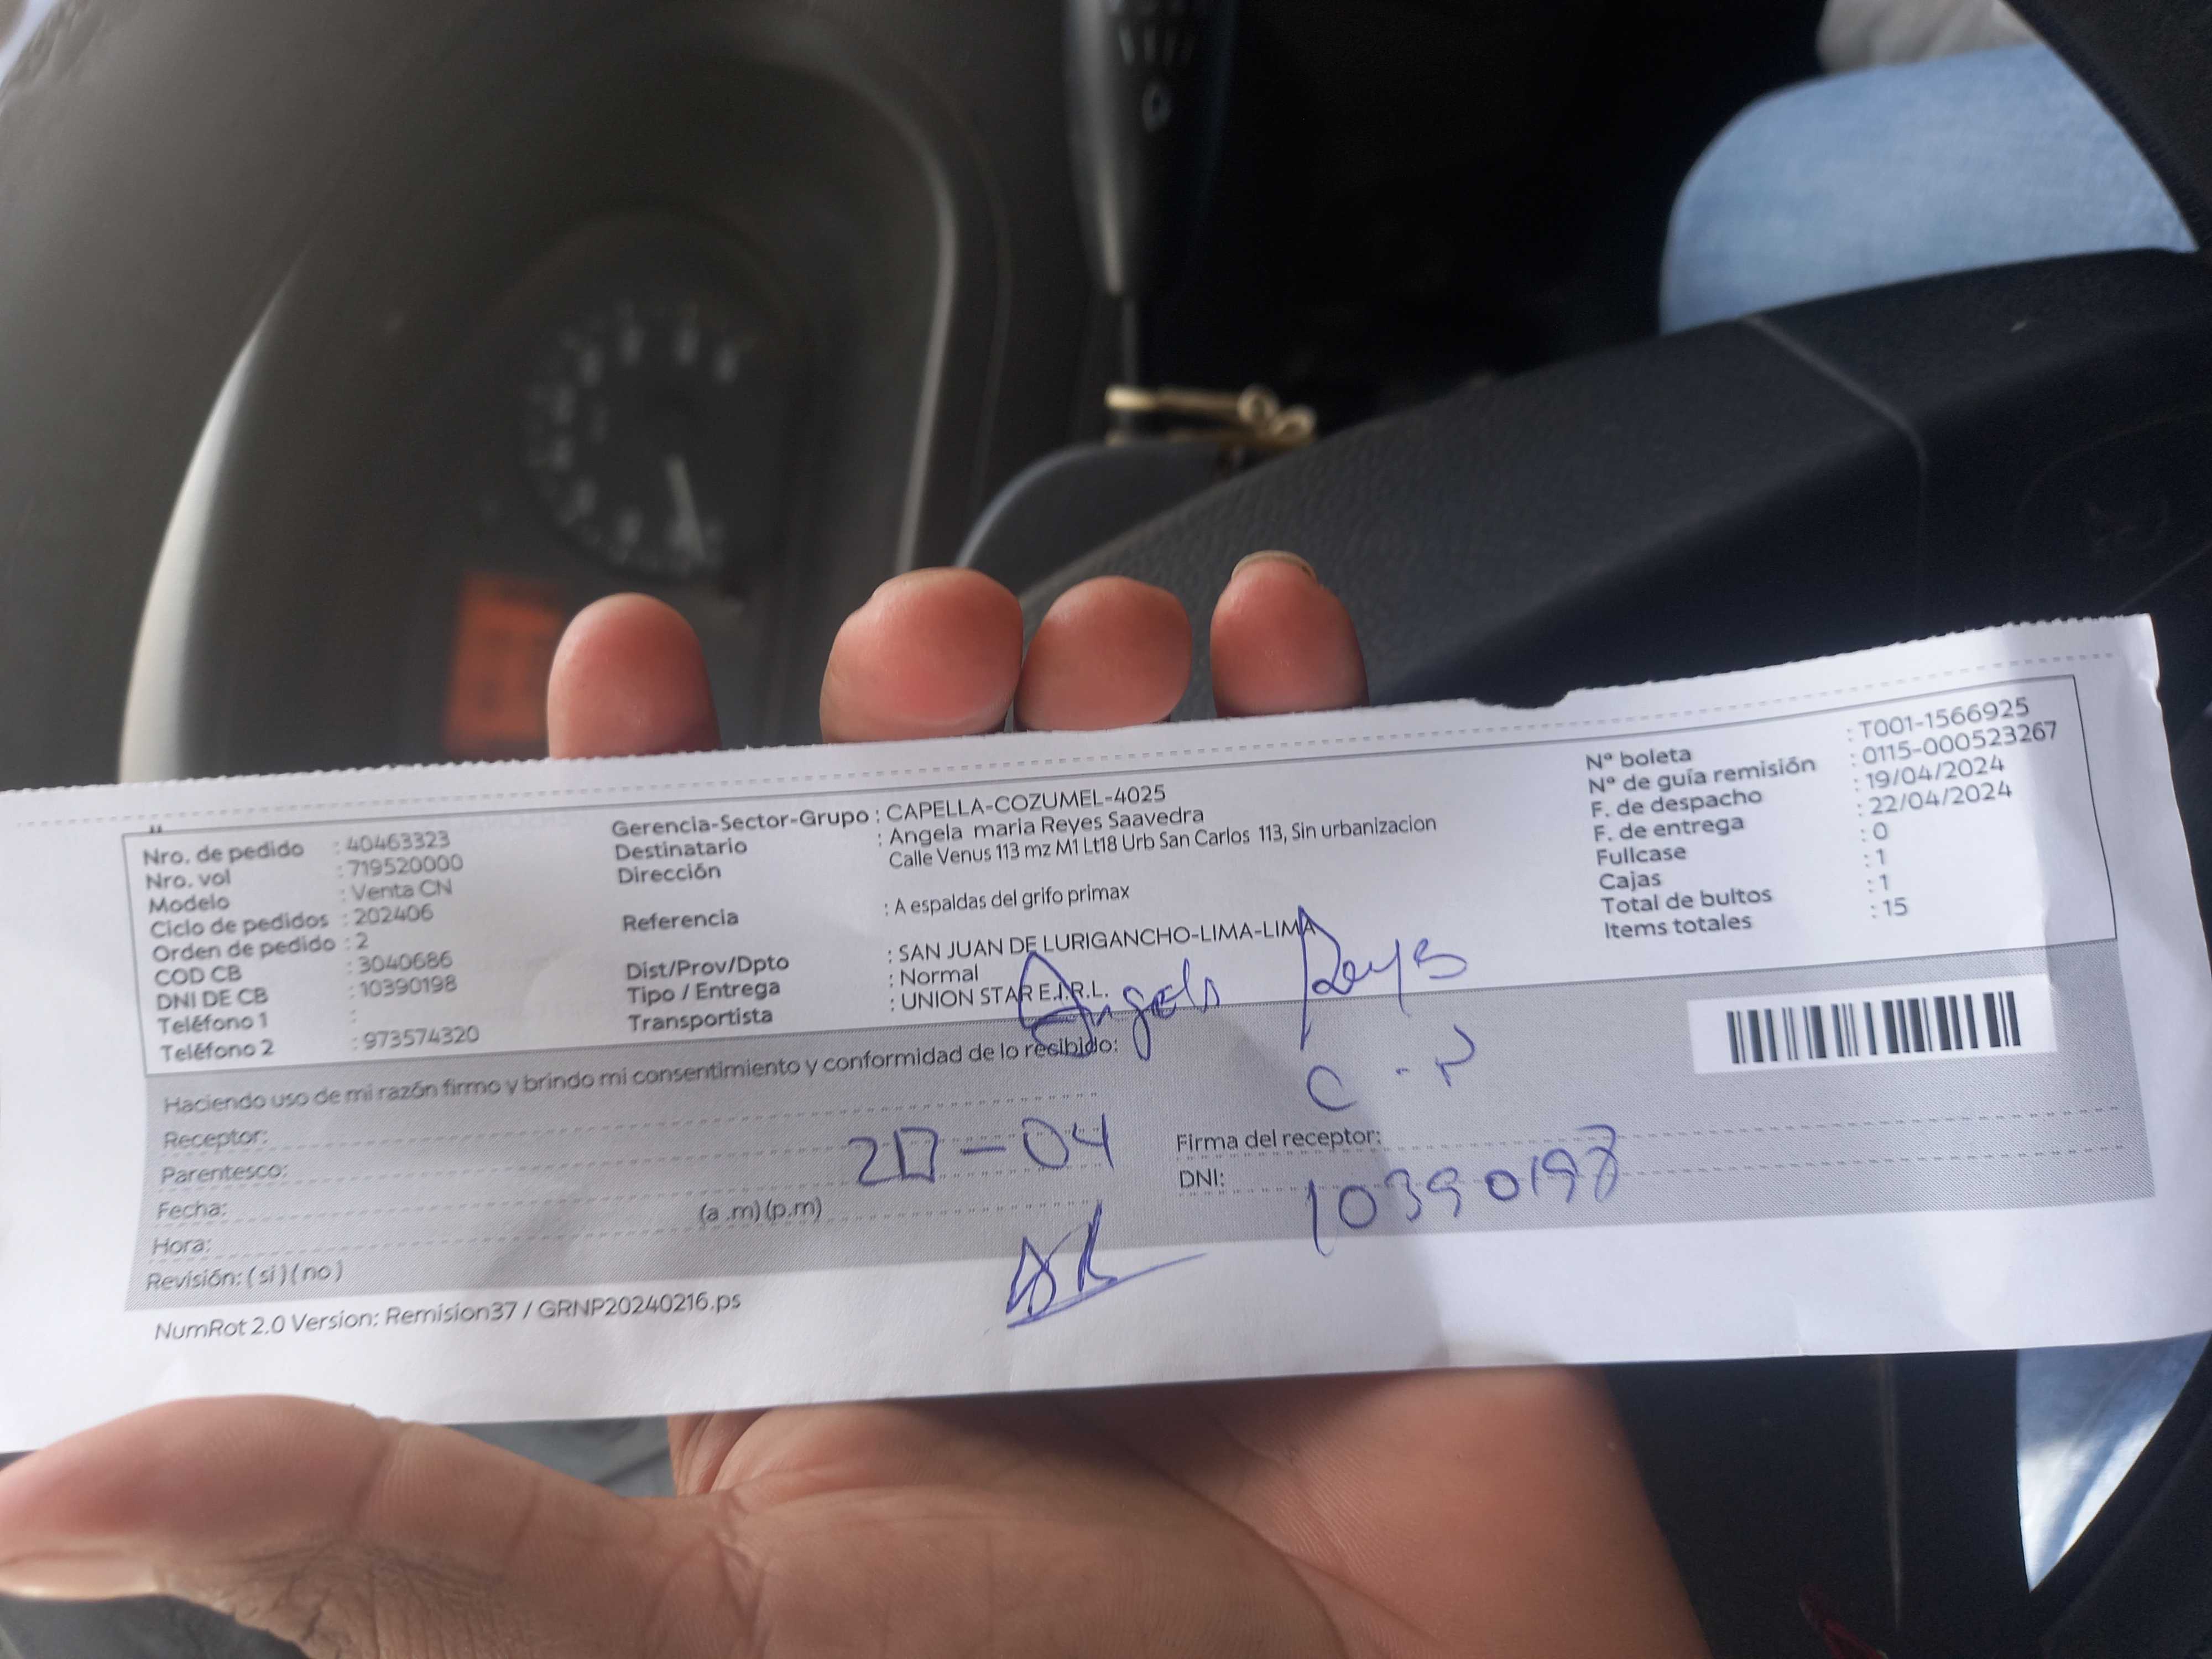 Nro. de pedido : 40463323
Nro. vol : 719520000
Modelo : Venta CN
Ciclo de pedidos : 202406
Orden de pedido : 2
COD CB : 3040686
DNI DE CB : 10390198
Teléfono 1 :
Teléfono 2 : 973574320
Gerencia-Sector-Grupo : CAPELLA-COZUMEL-4025
Destinatario : Angela maria Reyes Saavedra
Dirección Calle Venus 113 mz M1 Lt18 Urb San Carlos 113, Sin urbanizacion
Referencia : A espaldas del grifo primax
Dist/Prov/Dpto : SAN JUAN DE LURIGANCHO-LIMA-LIMA
Tipo / Entrega : Normal
Transportista : UNION STAR E.I.R.L.
Nº boleta : T001-1566925
Nº de guía remisión : 0115-000523267
F. de despacho : 19/04/2024
F. de entrega : 22/04/2024
Fullcase : 0
Cajas : 1
Total de bultos : 1
Items totales : 15
Haciendo uso de mi razón firmo y brindo mi consentimiento y conformidad de lo recibido:
Angela Reyes
C - P
Receptor:
Parentesco:
Fecha: -04
Hora: (a .m) (p.m)
Revisión: ( si ) ( no )
Firma del receptor:
DNI: 10390198
NumRot 2.0 Version: Remision37 / GRNP20240216.ps